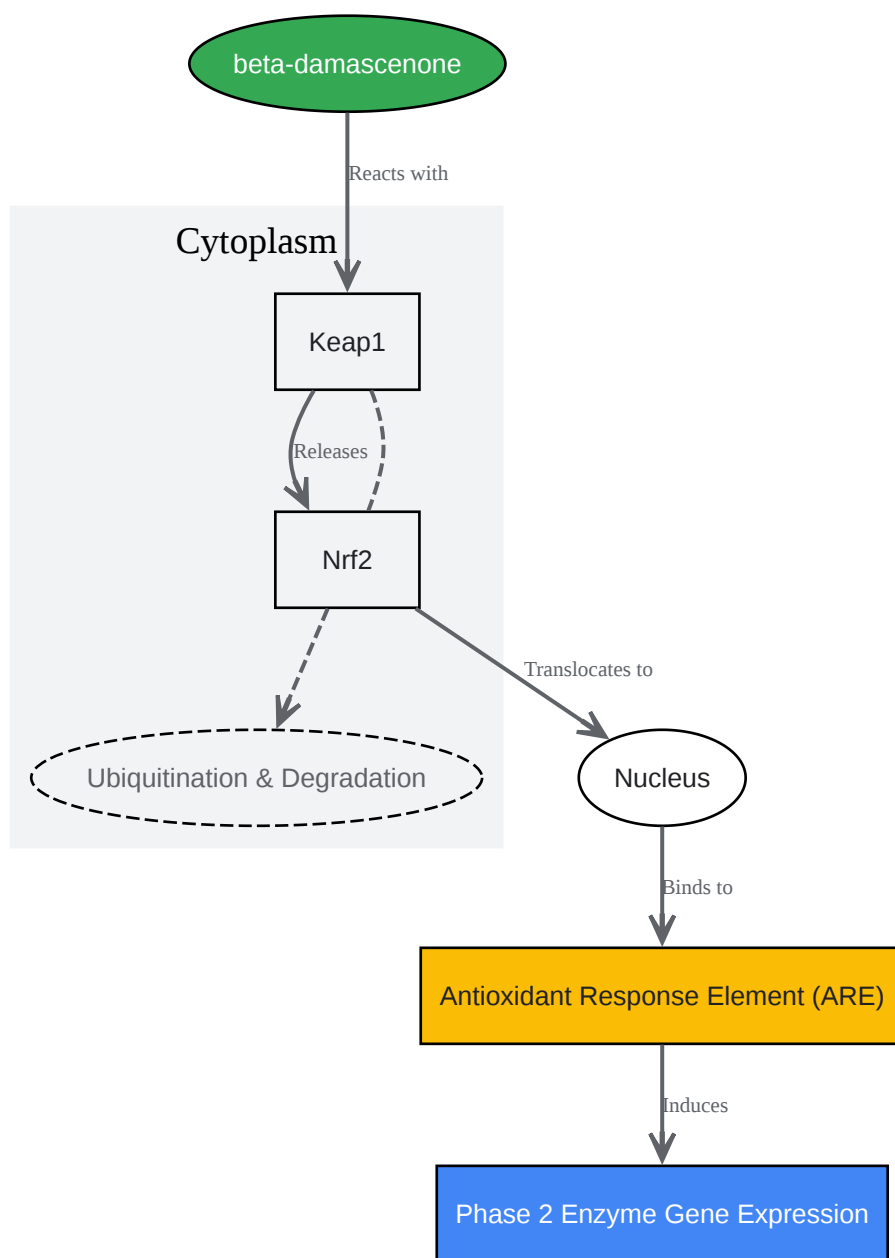 beta-damascenone
Reacts with
Cytoplasm
Keap1
Releases
Nrf2
Translocates to
Ubiquitination & Degradation
Nucleus
Binds to
Antioxidant Response Element (ARE)
Induces
Phase 2 Enzyme Gene Expression